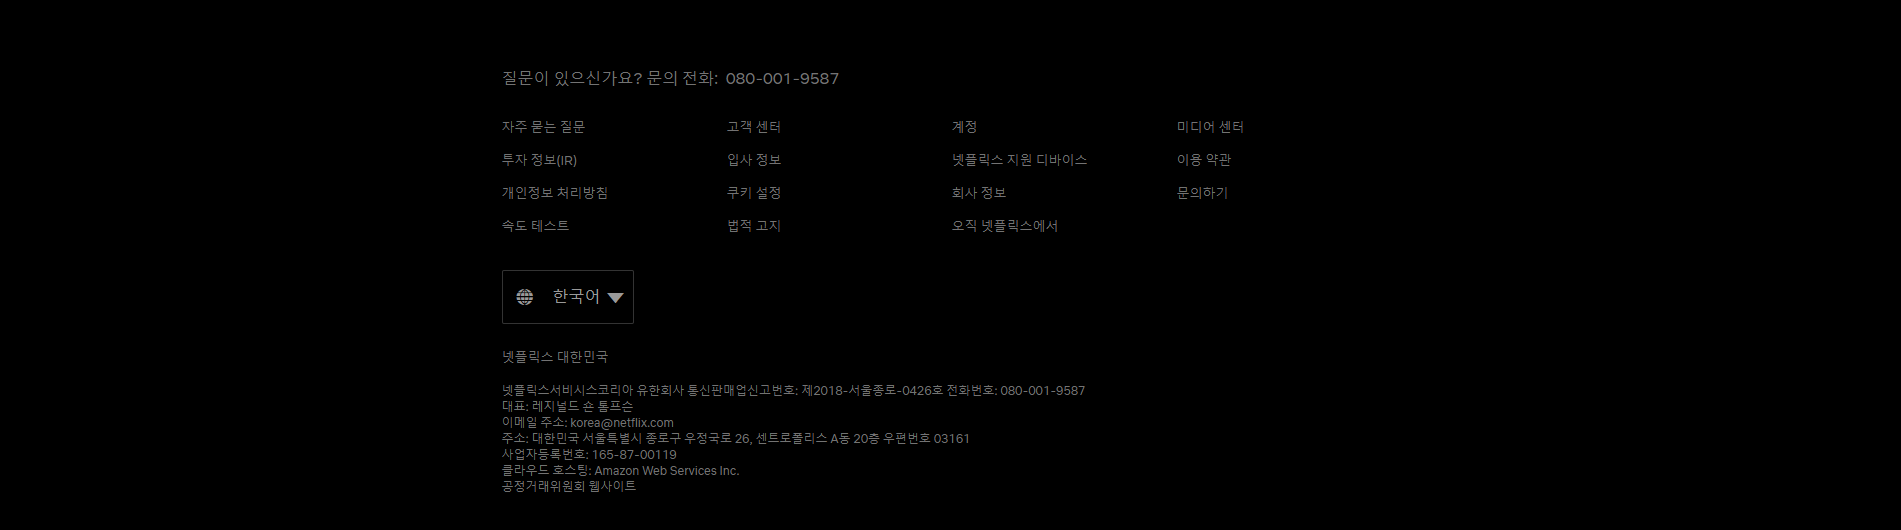 질문이 있으신가요? 문의 전화: 080-001-9587
자주 묻는 질문 고객 센터 계정 미디어 센터
투자 정보(IR) 입사 정보 넷플릭스 지원 디바이스 이용 약관
개인정보 처리방침 쿠키 설정 회사 정보 문의하기
속도 테스트 법적 고지 오직 넷플릭스에서
한국어
넷플릭스 대한민국
넷플릭스서비시스코리아 유한회사 통신판매업신고번호: 제2018-서울종로-0426호 전화번호: 080-001-9587
대표: 레지널드 숀 톰프슨
이메일 주소: korea@netflix.com
주소: 대한민국 서울특별시 종로구 우정국로 26, 센트로폴리스 A동 20층 우편번호 03161
사업자등록번호: 165-87-00119
클라우드 호스팅: Amazon Web Services Inc.
공정거래위원회 웹사이트